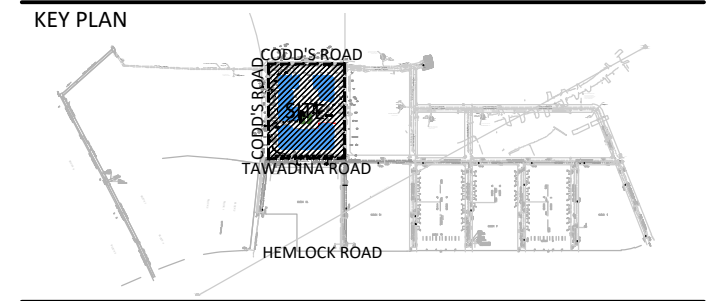 KEY PLAN
CODD'S ROAD
CODD'S ROAD
SITE
TAWADINA ROAD
HEMLOCK ROAD